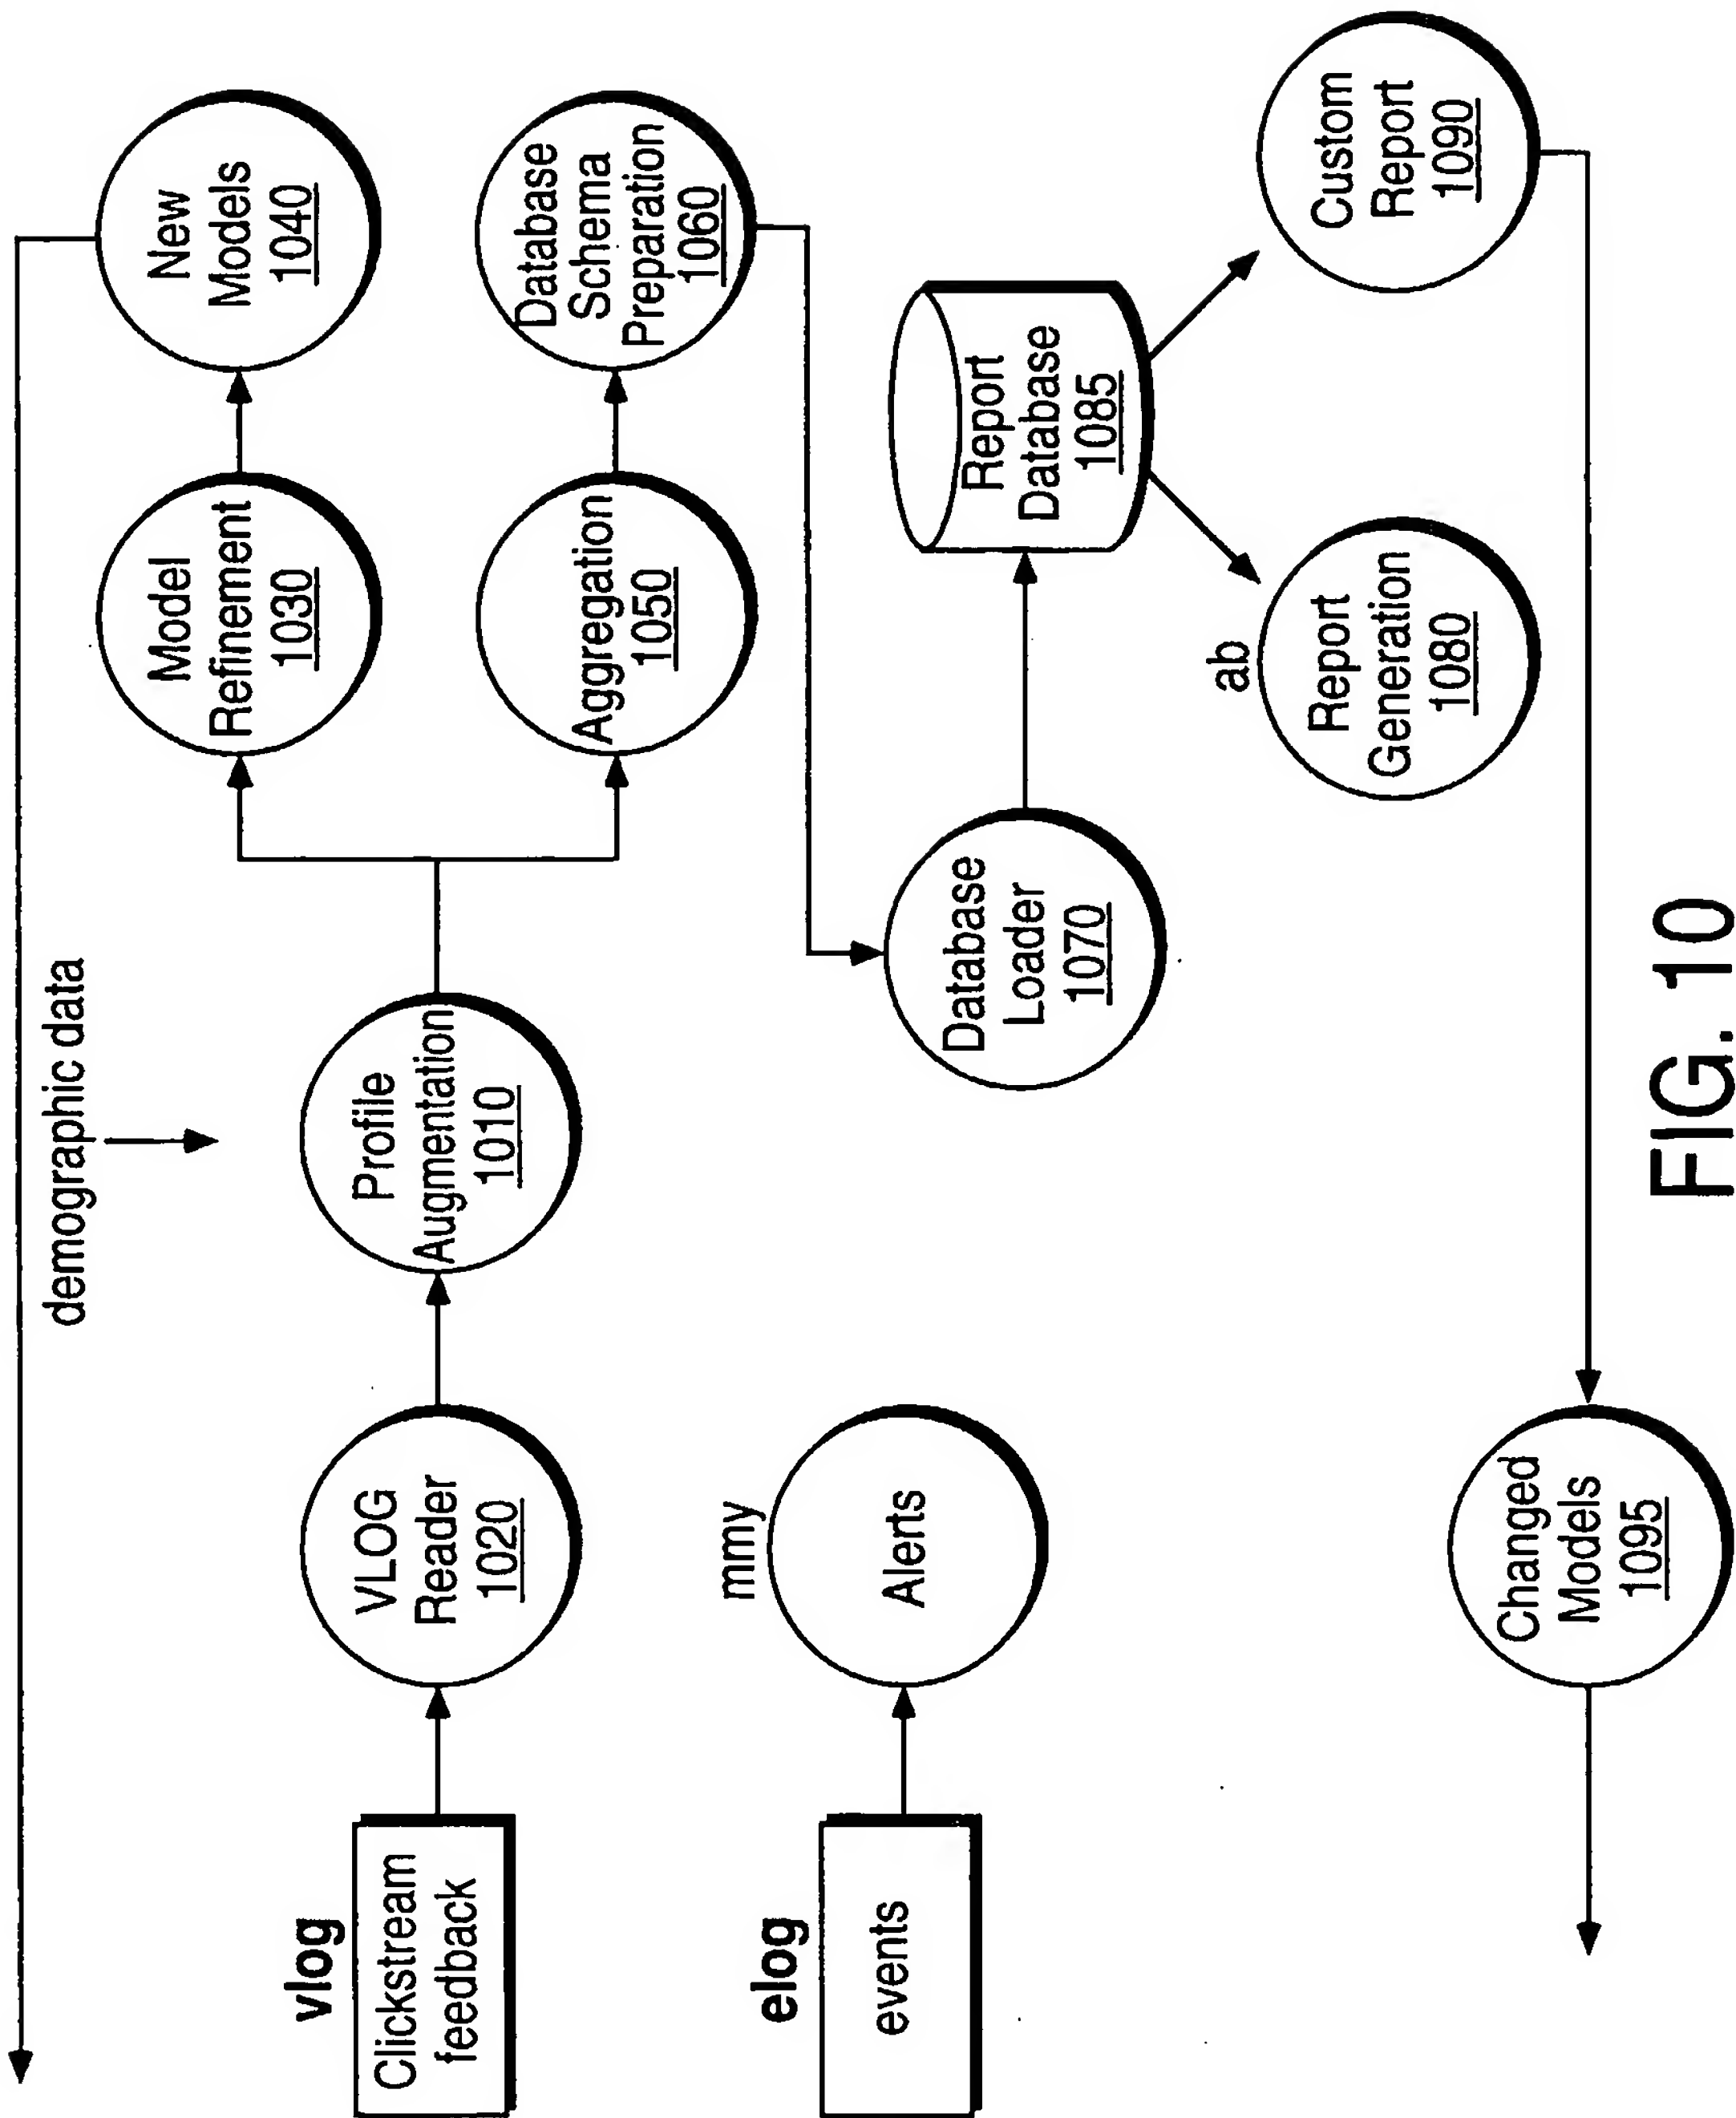 demographic data
New
Models
1040
Model
Refinement
1030
vlog
Clickstream
feedback
VLOG
Reader
1020
Profile
Augmentation
1010
Aggregation
1050
Database
Schema
Preparation
1060
elog
events
mmy
Alerts
Database
Loader
1070
Report
Database
1085
ab
Report
Generation
1080
Custom
Report
1090
Changed
Models
1095
FIG. 10